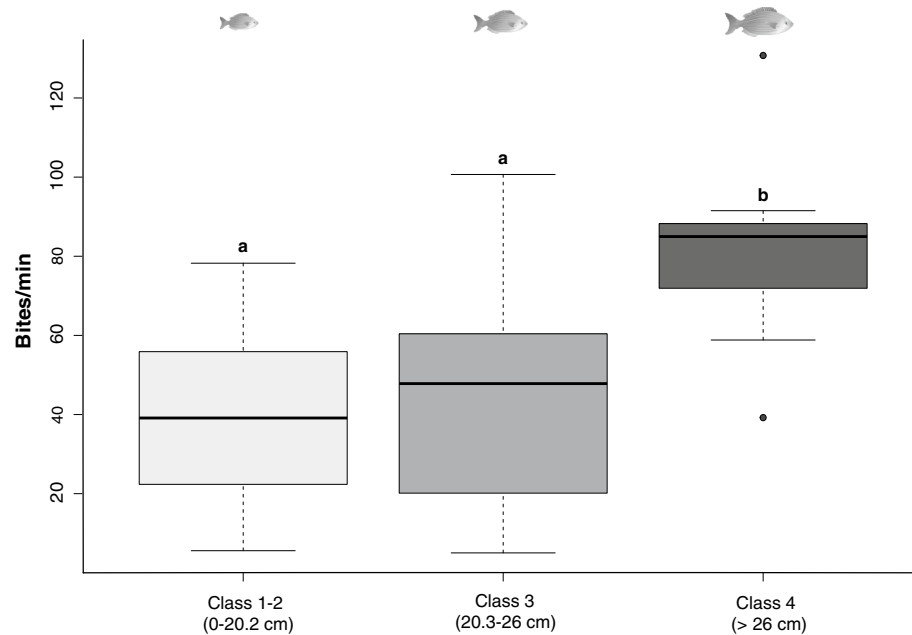 120
100
80
60
40
20
Bites/min
a
a
b
Class 1-2
(0-20.2 cm)
Class 3
(20.3-26 cm)
Class 4
(> 26 cm)